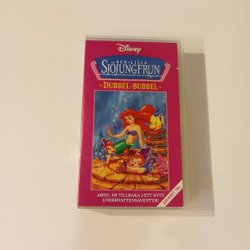 Disney
DEN LILLA
SJÖJUNGFRUN
DUBBEL-BUBBEL
ARIEL ÄR TILLBAKA I ETT NYTT
UNDERVATTENSÄVENTYR!